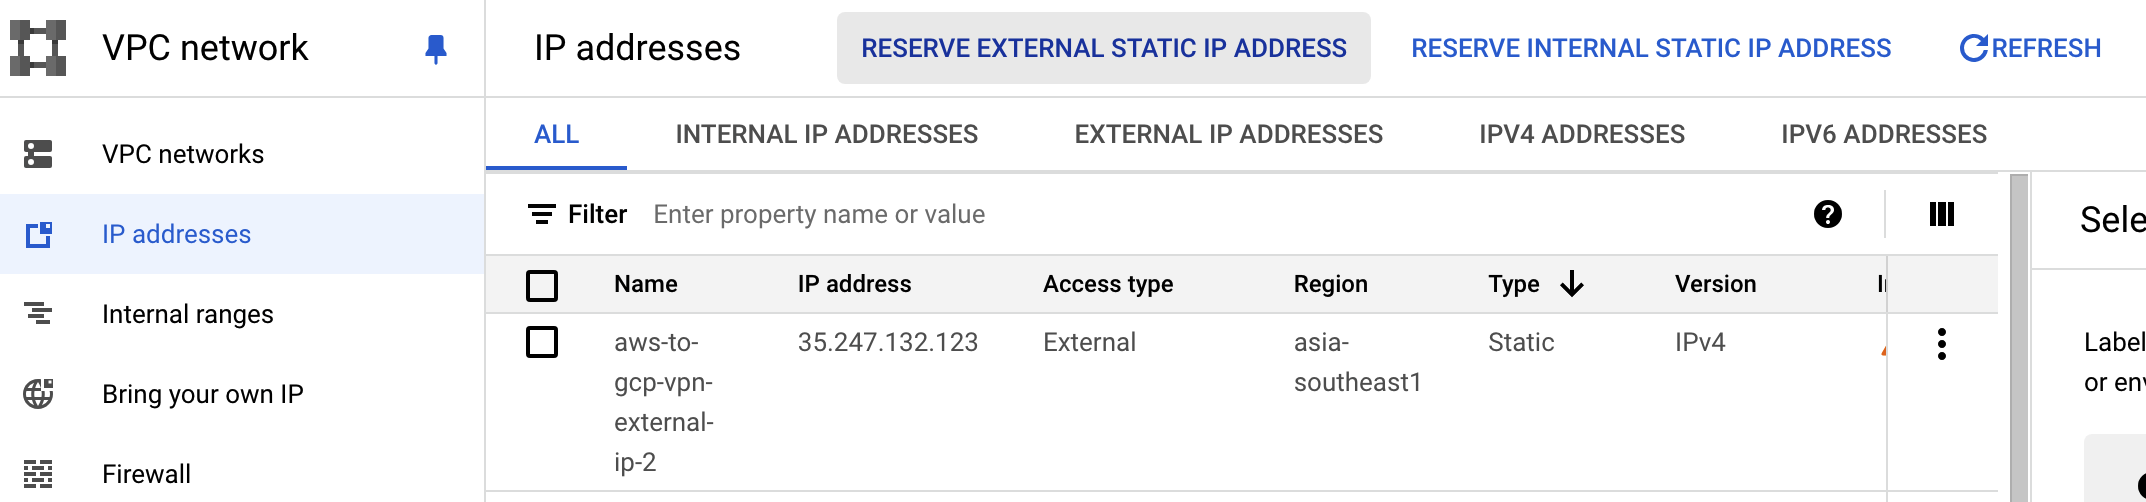 VPC network
IP addresses
RESERVE EXTERNAL STATIC IP ADDRESS
RESERVE INTERNAL STATIC IP ADDRESS
REFRESH
VPC networks
IP addresses
Internal ranges
Bring your own IP
Firewall
ALL
INTERNAL IP ADDRESSES
EXTERNAL IP ADDRESSES
IPV4 ADDRESSES
IPV6 ADDRESSES
Filter
Enter property name or value
Name
IP address
Access type
Region
Type
Version
aws-to-
gcp-vpn-
external-
ip-2
35.247.132.123
External
asia-
southeast1
Static
IPv4
or